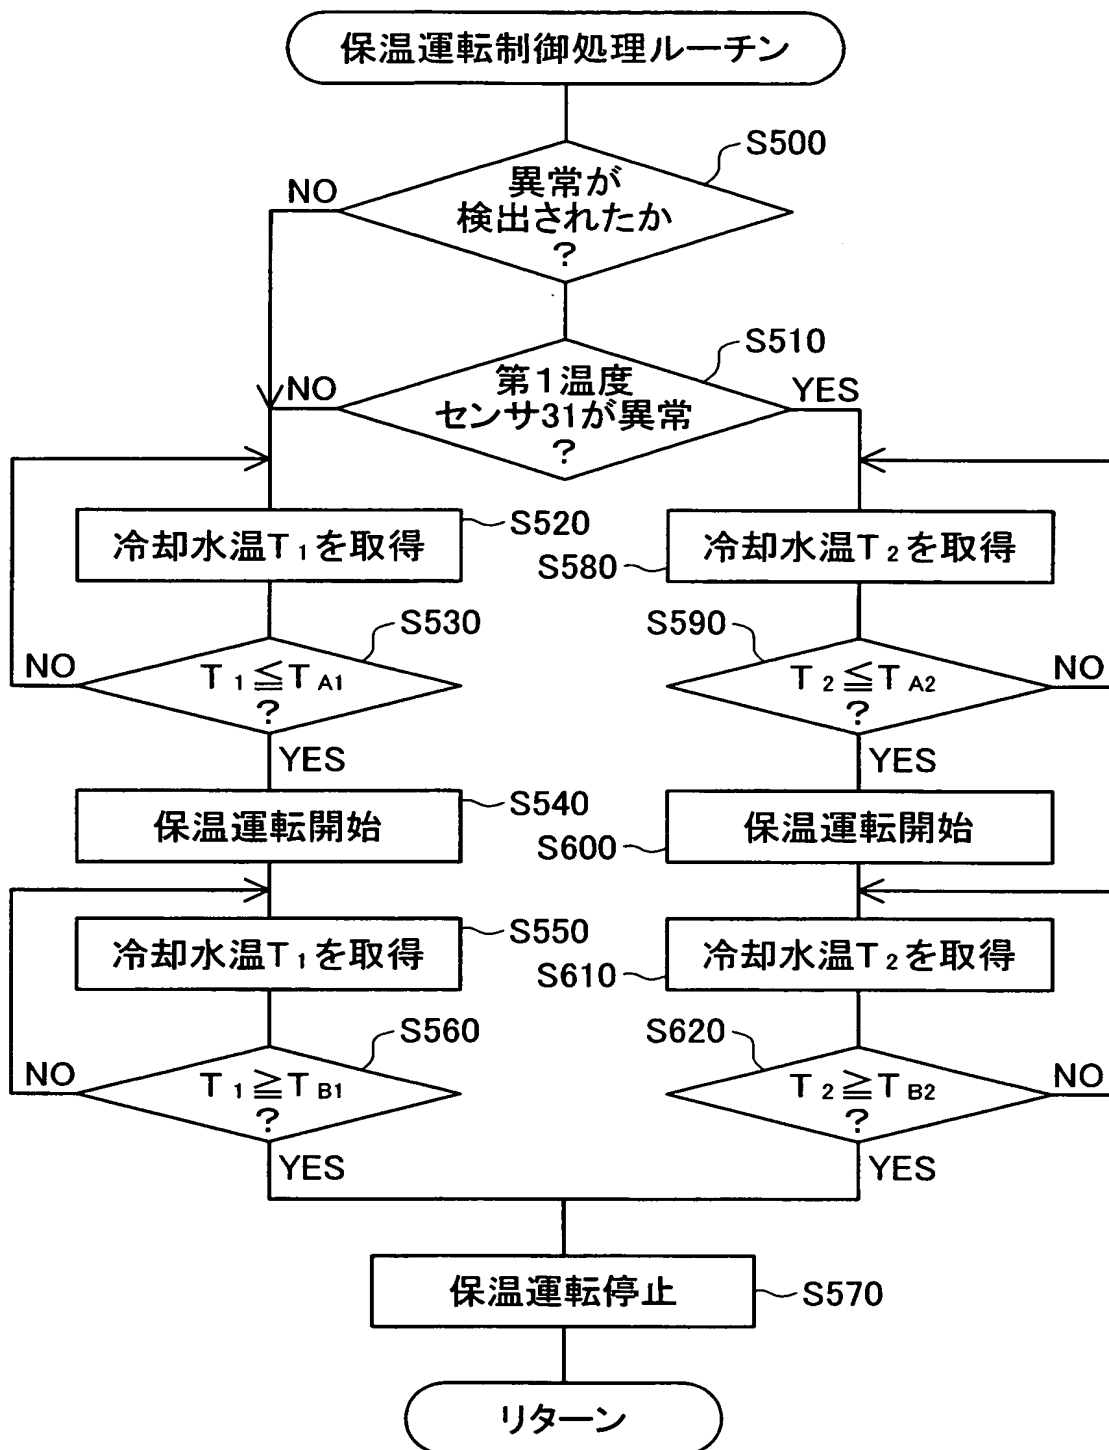 保温運転制御処理ルーチン
S500
異常が
検出されたか
?
NO
S510
第1温度
センサ31が異常
?
NO
YES
冷却水温T1を取得
S520
冷却水温T2を取得
S580
S530
T1≦TA1
?
NO
YES
S590
T2≦TA2
?
NO
YES
保温運転開始
S540
保温運転開始
S600
冷却水温T1を取得
S550
冷却水温T2を取得
S610
S560
T1≧TB1
?
NO
YES
S620
T2≧TB2
?
NO
YES
保温運転停止
S570
リターン